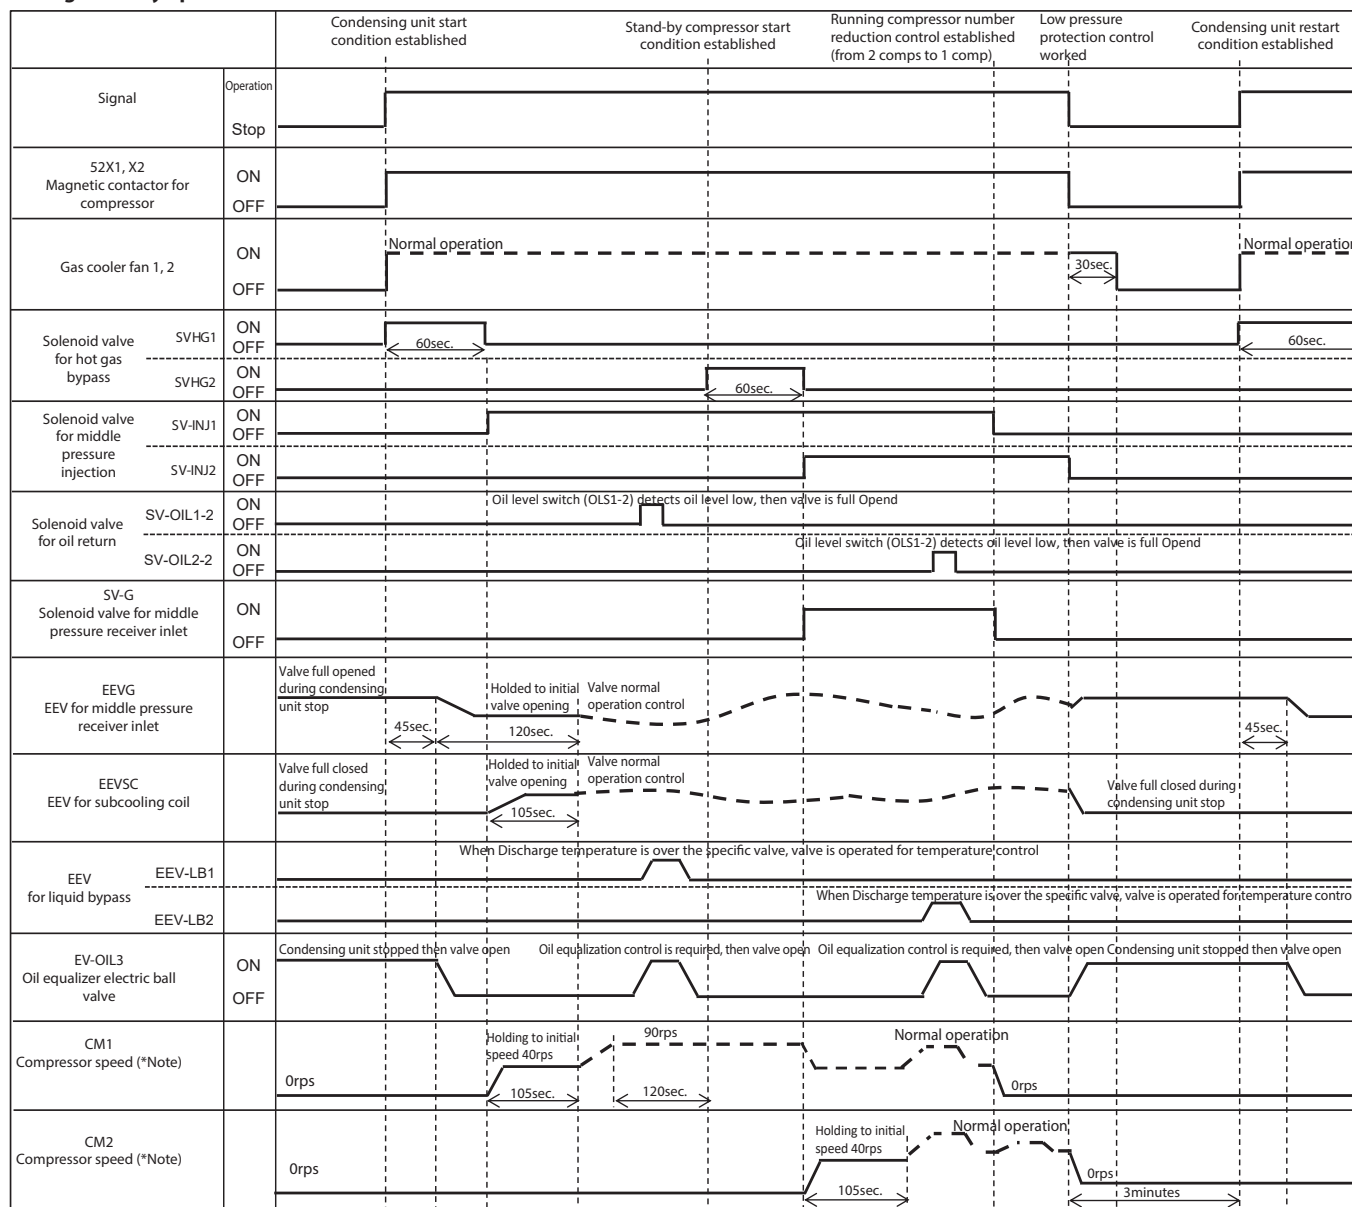 Condensing unit start
condition established
Stand-by compressor start
condition established
Running compressor number
reduction control established
(from 2 comps to 1 comp)
Low pressure
protection control
worked
Condensing unit restart
condition established
Signal
Operation
Stop
52X1, X2
Magnetic contactor for
compressor
ON
OFF
Gas cooler fan 1, 2
ON
OFF
Normal operation
30sec.
Normal operation
Solenoid valve
for hot gas
bypass
SVHG1
ON
OFF
60sec.
60sec.
SVHG2
ON
OFF
60sec.
Solenoid valve
for middle
pressure
injection
SV-INJ1
ON
OFF
SV-INJ2
ON
OFF
Solenoid valve
for oil return
SV-OIL1-2
ON
OFF
Oil level switch (OLS1-2) detects oil level low, then valve is full Opend
SV-OIL2-2
ON
OFF
Oil level switch (OLS1-2) detects oil level low, then valve is full Opend
SV-G
Solenoid valve for middle
pressure receiver inlet
ON
OFF
EEVG
EEV for middle pressure
receiver inlet
Valve full opened
during condensing
unit stop
Holded to initial
valve opening
Valve normal
operation control
45sec.
120sec.
45sec.
EEVSC
EEV for subcooling coil
Valve full closed
during condensing
unit stop
Holded to initial
valve opening
Valve normal
operation control
105sec.
Valve full closed during
condensing unit stop
EEV
for liquid bypass
EEV-LB1
When Discharge temperature is over the specific valve, valve is operated for temperature control
EEV-LB2
When Discharge temperature is over the specific valve, valve is operated for temperature contro
EV-OIL3
Oil equalizer electric ball
valve
ON
OFF
Condensing unit stopped then valve open
Oil equalization control is required, then valve open
Oil equalization control is required, then valve open
Condensing unit stopped then valve open
CM1
Compressor speed (*Note)
0rps
Holding to initial
speed 40rps
105sec.
90rps
120sec.
Normal operation
0rps
CM2
Compressor speed (*Note)
0rps
Holding to initial
speed 40rps
105sec.
Normal operation
0rps
3minutes